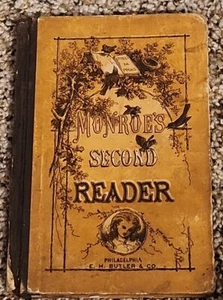 MONROE'S
SECOND
READER
PHILADELPHIA
E. H. BUTLER & CO.